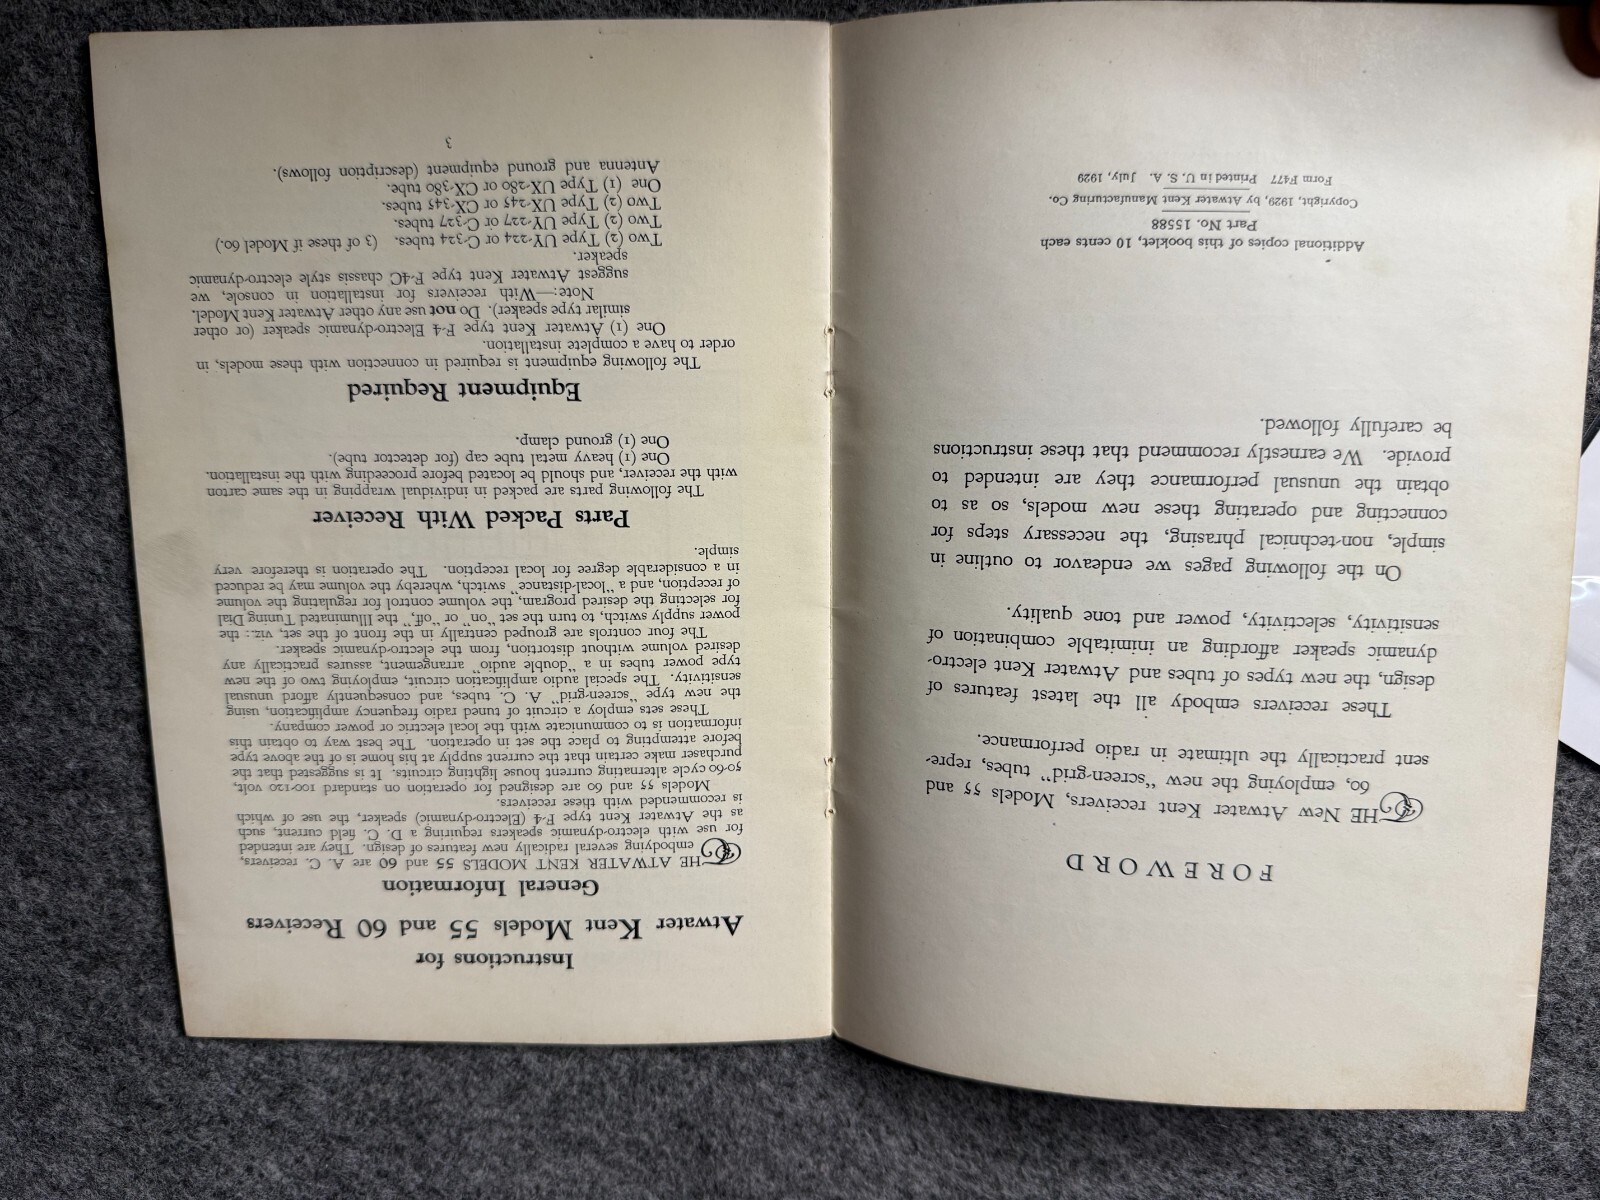 FOREWORD
THE New Atwater Kent receivers, Models 55 and
60, employing the new "screen-grid" tubes, repre-
sent practically the ultimate in radio performance.
These receivers embody all the latest features of
design, the new types of tubes and Atwater Kent electro-
dynamic speaker affording an inimitable combination of
sensitivity, selectivity, power and tone quality.
On the following pages we endeavor to outline in
simple, non-technical phrasing, the necessary steps for
connecting and operating these new models, so as to
obtain the unusual performance they are intended to
provide. We earnestly recommend that these instructions
be carefully followed.
Additional copies of this booklet, 10 cents each
Part No. 15588
Copyright, 1929, by Atwater Kent Manufacturing Co.
Form F477 Printed in U. S. A. July, 1929
Instructions for
Atwater Kent Models 55 and 60 Receivers
General Information
THE ATWATER KENT MODELS 55 and 60 are A. C. receivers,
embodying several radically new features of design. They are intended
for use with electro-dynamic speakers requiring a D. C. field current, such
as the Atwater Kent type F-4 (Electro-dynamic) speaker, the use of which
is recommended with these receivers.
Models 55 and 60 are designed for operation on standard 100-120 volt,
50-60 cycle alternating current house lighting circuits. It is suggested that the
purchaser make certain that the current supply at his home is of the above type
before attempting to place the set in operation. The best way to obtain this
information is to communicate with the local electric or power company.
These sets employ a circuit of tuned radio frequency amplification, using
the new type "screen-grid" A. C. tubes, and consequently afford unusual
sensitivity. The special audio amplification circuit, employing two of the new
type power tubes in a "double audio" arrangement, assures practically any
desired volume without distortion, from the electro-dynamic speaker.
The four controls are grouped centrally in the front of the set, viz.: the
power supply switch, to turn the set "on" or "off," the Illuminated Tuning Dial
for selecting the desired program, the volume control for regulating the volume
of reception, and a "local-distance" switch, whereby the volume may be reduced
in a considerable degree for local reception. The operation is therefore very
simple.
Parts Packed With Receiver
The following parts are packed in individual wrapping in the same carton
with the receiver, and should be located before proceeding with the installation.
One (1) heavy metal tube cap (for detector tube).
One (1) ground clamp.
Equipment Required
The following equipment is required in connection with these models, in
order to have a complete installation.
One (1) Atwater Kent type F-4 Electro-dynamic speaker (or other
similar type speaker). Do not use any other Atwater Kent Model.
Note:—With receivers for installation in console, we
suggest Atwater Kent type F-4C chassis style electro-dynamic
speaker.
Two (2) Type UY-224 or C-324 tubes. (3 of these if Model 60.)
Two (2) Type UY-227 or C-327 tubes.
Two (2) Type UX-245 or CX-345 tubes.
One (1) Type UX-280 or CX-380 tube.
Antenna and ground equipment (description follows).
3